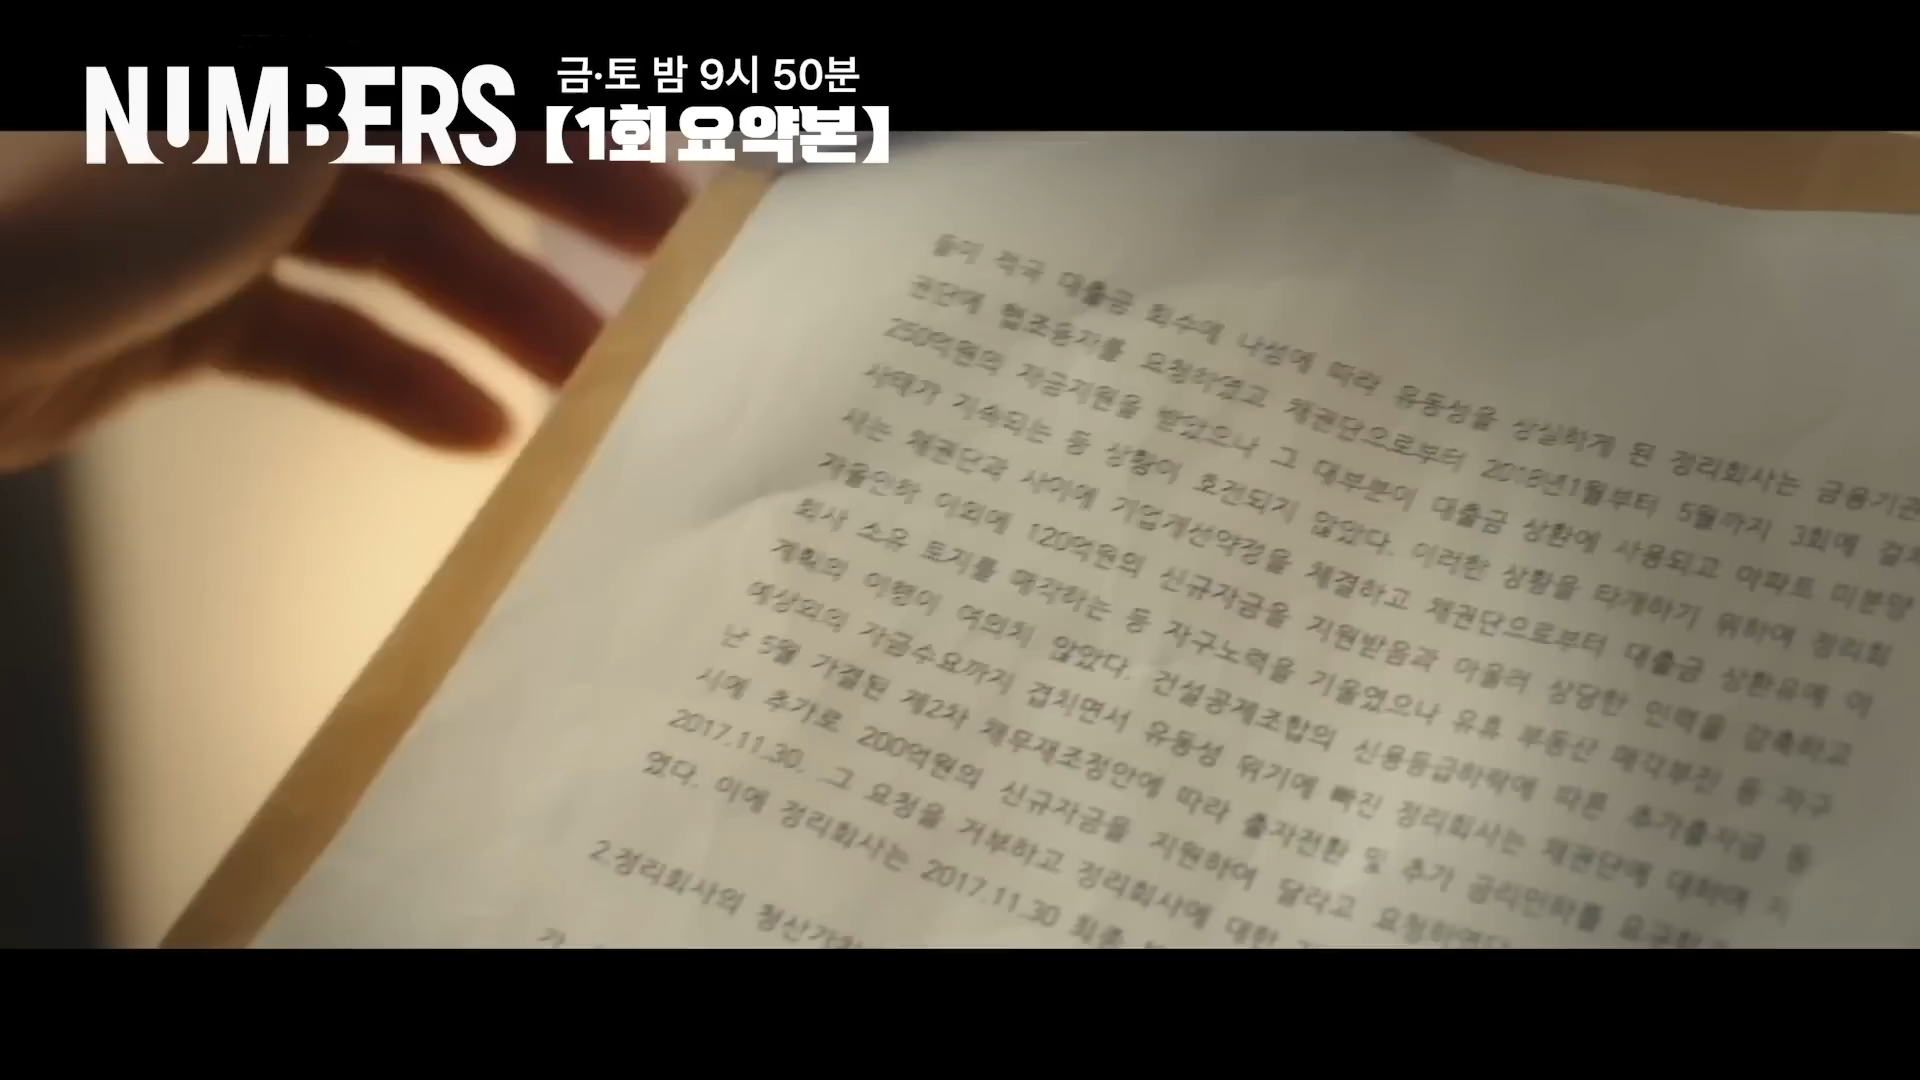 NUMBERS
금·토 밤 9시 50분
【1회 요약본】
들이 적극 대출금 회수에 나섬에 따라 유동성을 상실하게 된 정리회사는 금융기관
권단에 협조융자를 요청하였고 채권단으로부터 2018년1월부터 5월까지 3회에 걸쳐
250억원의 자금지원을 받았으나 그 대부분이 대출금 상환에 사용되고 아파트 미분양
사태가 지속되는 등 상황이 호전되지 않았다. 이러한 상황을 타개하기 위하여 정리회
사는 채권단과 사이에 기업개선약정을 체결하고 채권단으로부터 대출금 상환유예 이
자율인하 이외에 120억원의 신규자금을 지원받음과 아울러 상당한 인력을 감축하고
회사 소유 토지를 매각하는 등 자구노력을 기울였으나 유휴 부동산 매각부진 등 자구
계획의 이행이 여의치 않았다. 건설공제조합의 신용등급하락에 따른 추가출자금 등
예상외의 자금수요까지 겹치면서 유동성 위기에 빠진 정리회사는 채권단에 대하여 지
난 5월 가결된 제2차 채무재조정안에 따라 출자전환 및 추가 금리인하를 요구
시에 추가로 200억원의 신규자금을 지원하여 달라고 요청하였
2017.11.30. 그 요청을 거부하고 정리회사에 대한
었다. 이에 정리회사는 2017.11.30 최종
2.정리회사의 청산가치
가